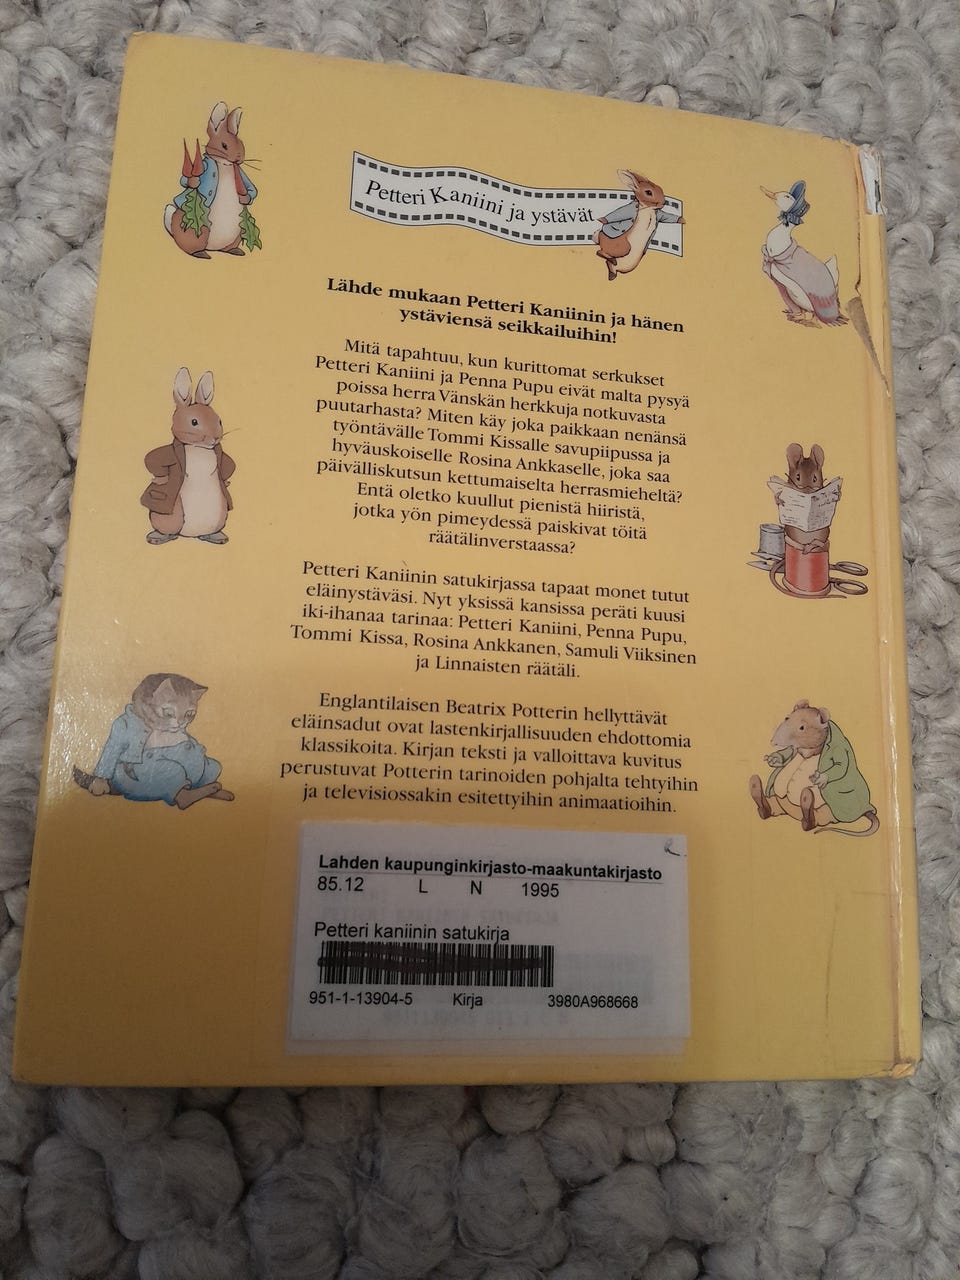 Petteri Kaniini ja ystävät
Lähde mukaan Petteri Kaniinin ja hänen
ystäviensä seikkailuihin!
Mitä tapahtuu, kun kurittomat serkukset
Petteri Kaniini ja Penna Pupu eivät malta pysyä
poissa herra Vänskän herkkuja notkuvasta
puutarhasta? Miten käy joka paikkaan nenänsä
työntävälle Tommi Kissalle savupiipussa ja
hyväuskoiselle Rosina Ankkaselle, joka saa
päivälliskutsun kettumaiselta herrasmieheltä?
Entä oletko kuullut pienistä hiiristä,
jotka yön pimeydessä paiskivat töitä
räätälinverstaassa?
Petteri Kaniinin satukirjassa tapaat monet tutut
eläinystäväsi. Nyt yksissä kansissa peräti kuusi
iki-ihanaa tarinaa: Petteri Kaniini, Penna Pupu,
Tommi Kissa, Rosina Ankkanen, Samuli Viiksinen
ja Linnaisten räätäli.
Englantilaisen Beatrix Potterin hellyttävät
eläinsadut ovat lastenkirjallisuuden ehdottomia
klassikoita. Kirjan teksti ja valloittava kuvitus
perustuvat Potterin tarinoiden pohjalta tehtyihin
ja televisiossakin esitettyihin animaatioihin.
Lahden kaupunginkirjasto-maakuntakirjasto
85.12 L N 1995
Petteri kaniinin satukirja
951-1-13904-5 Kirja 3980A968668